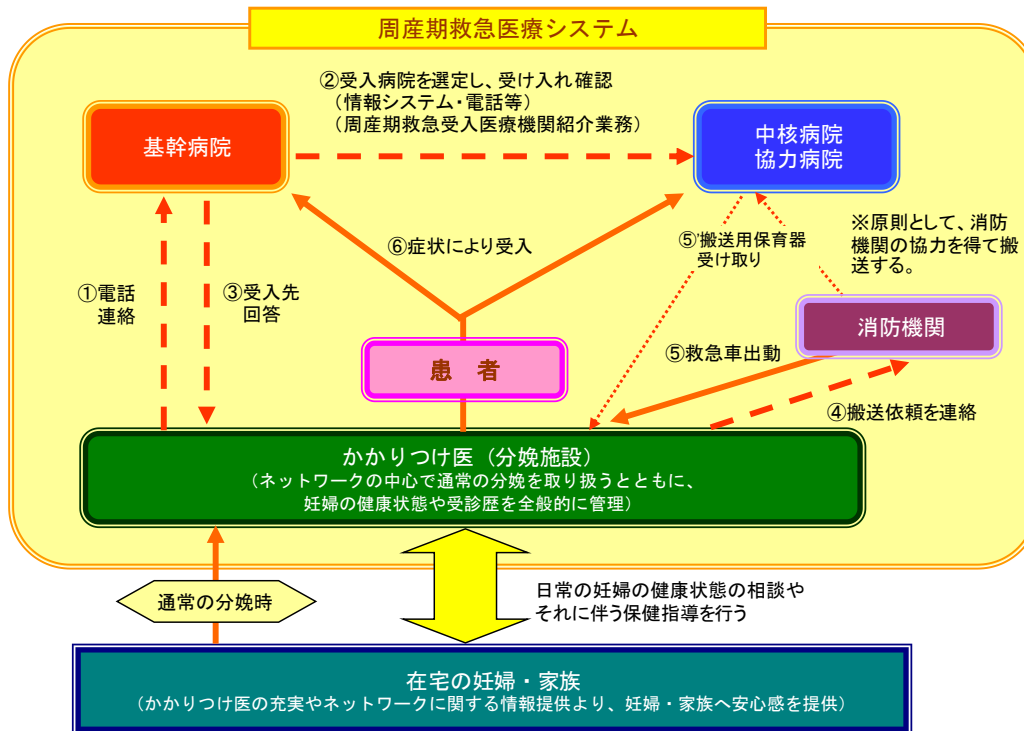 周産期救急医療システム
②受入病院を選定し、受け入れ確認
（情報システム・電話等）
（周産期救急受入医療機関紹介業務）
基幹病院
中核病院
協力病院
※原則として、消防
機関の協力を得て搬
送する。
⑤'搬送用保育器
受け取り
⑥症状により受入
①電話
連絡
③受入先
回答
消防機関
⑤救急車出動
患　者
④搬送依頼を連絡
かかりつけ医（分娩施設）
（ネットワークの中心で通常の分娩を取り扱うとともに、
妊婦の健康状態や受診歴を全般的に管理）
通常の分娩時
日常の妊婦の健康状態の相談や
それに伴う保健指導を行う
在宅の妊婦・家族
（かかりつけ医の充実やネットワークに関する情報提供より、妊婦・家族へ安心感を提供）